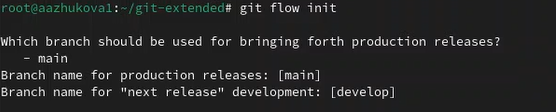 root@aazhukova1:~/git-extended# git flow init
Which branch should be used for bringing forth production releases?
- main
Branch name for production releases: [main]
Branch name for "next release" development: [develop]